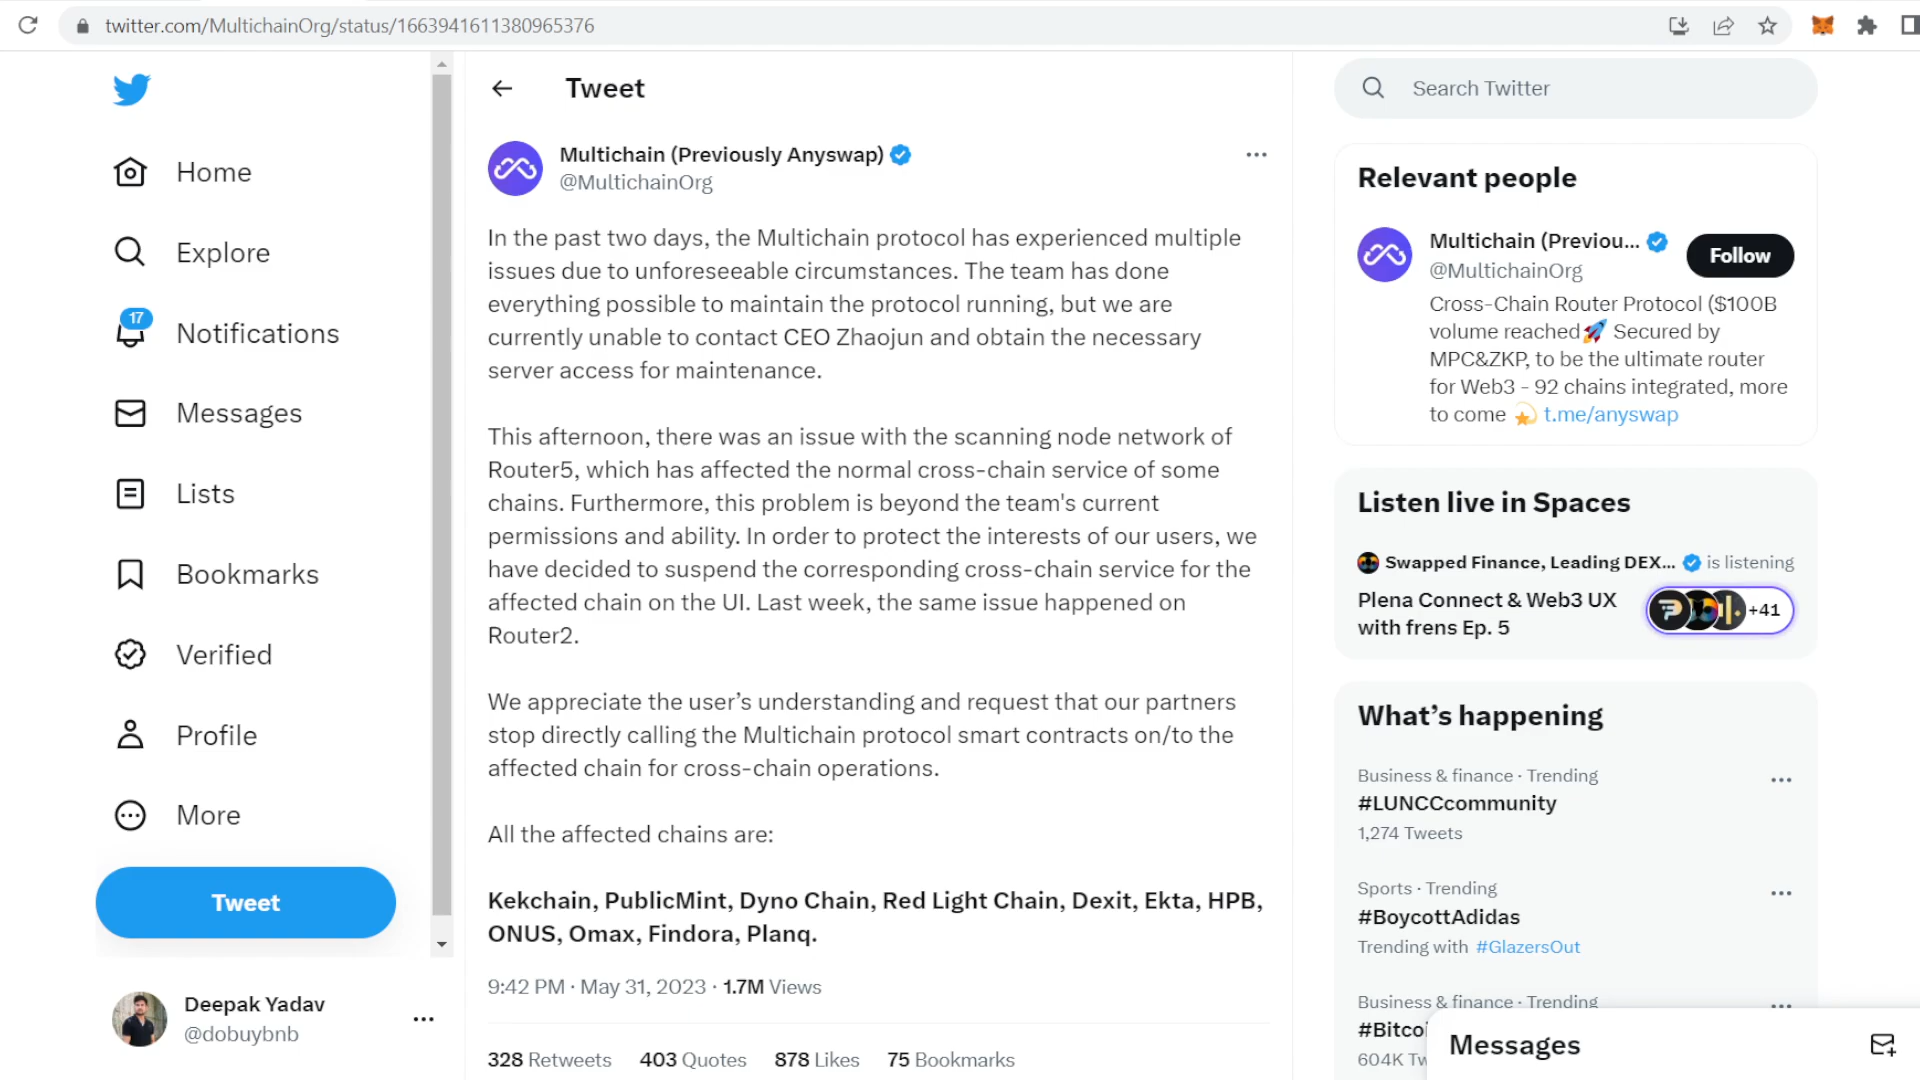 twitter.com/MultichainOrg/status/1663941611380965376
Home
Explore
17
Notifications
Messages
Lists
Bookmarks
Verified
Profile
More
Tweet
Deepak Yadav
@dobuybnb
Tweet
Multichain (Previously Anyswap)
@MultichainOrg
In the past two days, the Multichain protocol has experienced multiple
issues due to unforeseeable circumstances. The team has done
everything possible to maintain the protocol running, but we are
currently unable to contact CEO Zhaojun and obtain the necessary
server access for maintenance.
This afternoon, there was an issue with the scanning node network of
Router5, which has affected the normal cross-chain service of some
chains. Furthermore, this problem is beyond the team's current
permissions and ability. In order to protect the interests of our users, we
have decided to suspend the corresponding cross-chain service for the
affected chain on the UI. Last week, the same issue happened on
Router2.
We appreciate the user’s understanding and request that our partners
stop directly calling the Multichain protocol smart contracts on/to the
affected chain for cross-chain operations.
All the affected chains are:
Kekchain, PublicMint, Dyno Chain, Red Light Chain, Dexit, Ekta, HPB,
ONUS, Omax, Findora, Planq.
9:42 PM · May 31, 2023 · 1.7M Views
328 Retweets 403 Quotes 878 Likes 75 Bookmarks
Search Twitter
Relevant people
Multichain (Previou...
@MultichainOrg
Follow
Cross-Chain Router Protocol ($100B
volume reached🚀 Secured by
MPC&ZKP, to be the ultimate router
for Web3 - 92 chains integrated, more
to come 💫 t.me/anyswap
Listen live in Spaces
Swapped Finance, Leading DEX... is listening
Plena Connect & Web3 UX
with frens Ep. 5
+41
What’s happening
Business & finance · Trending
#LUNCCcommunity
1,274 Tweets
Sports · Trending
#BoycottAdidas
Trending with #GlazersOut
Business & finance · Trending
#Bitco
604K Tw
Messages